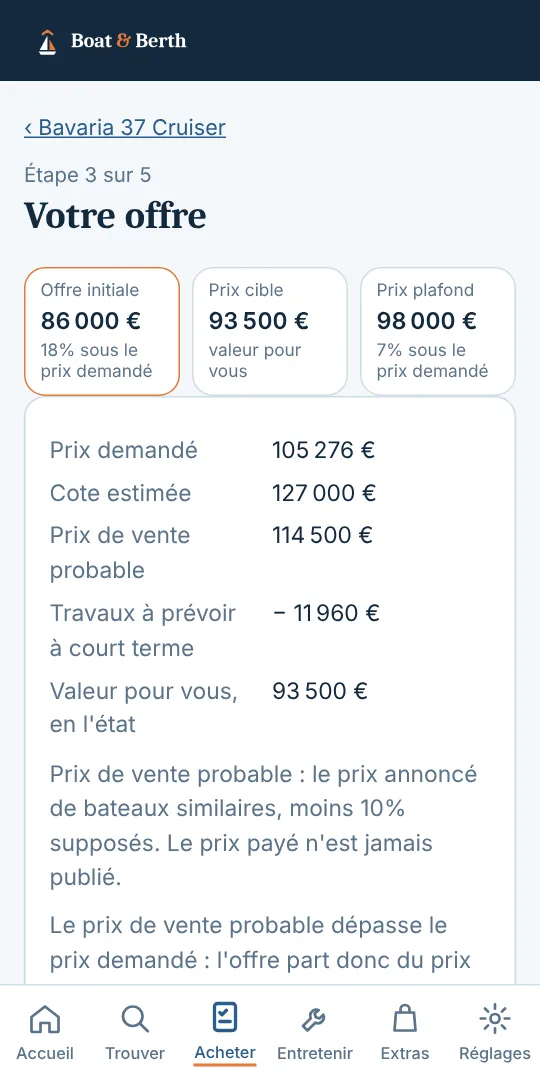 Boat & Berth
‹ Bavaria 37 Cruiser
Étape 3 sur 5
Votre offre
Offre initiale
86 000 €
18% sous le
prix demandé
Prix cible
93 500 €
valeur pour
vous
Prix plafond
98 000 €
7% sous le
prix demandé
Prix demandé 105 276 €
Cote estimée 127 000 €
Prix de vente 114 500 €
probable
Travaux à prévoir − 11 960 €
à court terme
Valeur pour vous, 93 500 €
en l'état
Prix de vente probable : le prix annoncé
de bateaux similaires, moins 10%
supposés. Le prix payé n'est jamais
publié.
Le prix de vente probable dépasse le
prix demandé : l'offre part donc du prix
Accueil Trouver Acheter Entretenir Extras Réglages